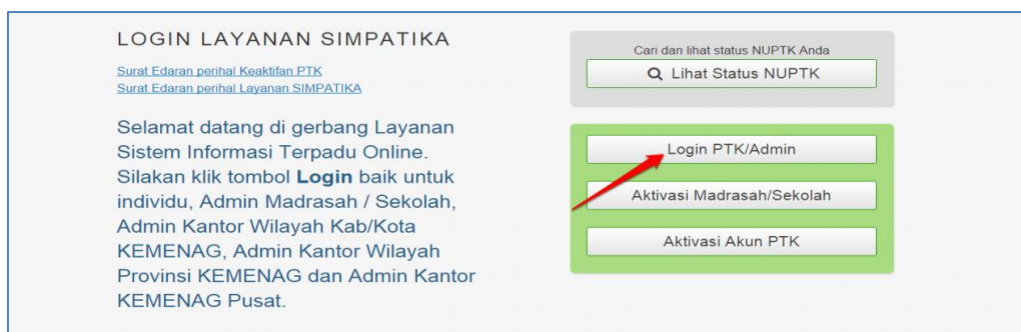 LOGIN LAYANAN SIMPATIKA
Surat Edaran perihal Keaktifan PTK
Surat Edaran perihal Layanan SIMPATIKA
Selamat datang di gerbang Layanan
Sistem Informasi Terpadu Online.
Silakan klik tombol Login baik untuk
individu, Admin Madrasah / Sekolah,
Admin Kantor Wilayah Kab/Kota
KEMENAG, Admin Kantor Wilayah
Provinsi KEMENAG dan Admin Kantor
KEMENAG Pusat.
Cari dan lihat status NUPTK Anda
Lihat Status NUPTK
Login PTK/Admin
Aktivasi Madrasah/Sekolah
Aktivasi Akun PTK